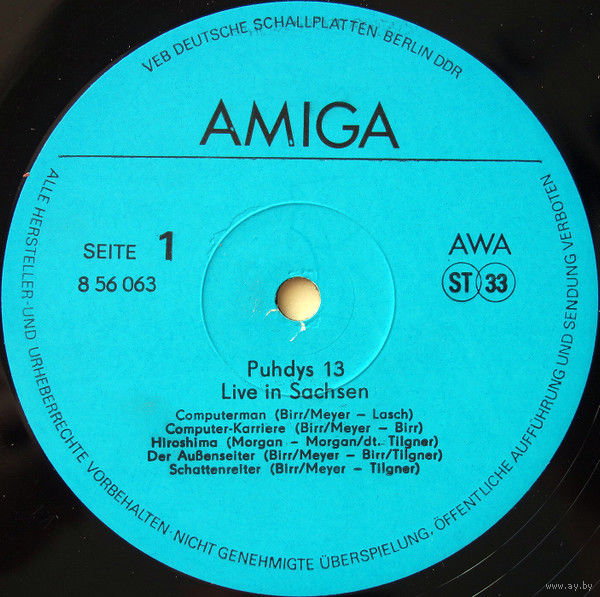 VEB DEUTSCHE SCHALLPLATTEN BERLIN DDR
AMIGA
SEITE 1
8 56 063
AWA
ST 33
Puhdys 13
Live in Sachsen
Computerman (Birr/Meyer – Lasch)
Computer-Karriere (Birr/Meyer – Birr)
Hiroshima (Morgan – Morgan/dt. Tilgner)
Der Außenseiter (Birr/Meyer – Birr/Tilgner)
Schattenreiter (Birr/Meyer – Tilgner)
ALLE HERSTELLER- UND URHEBERRECHTE VORBEHALTEN · NICHT GENEHMIGTE ÜBERSPIELUNG, ÖFFENTLICHE AUFFÜHRUNG UND SENDUNG VERBOTEN
www.ay.by